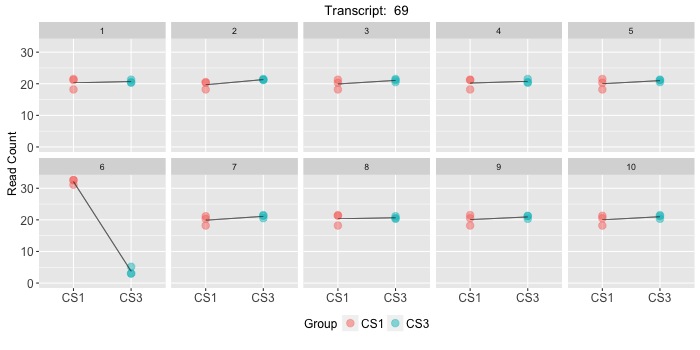 Transcript: 69
1 2 3 4 5
30
20
10
0
Read Count
6 7 8 9 10
30
20
10
0
CS1 CS3 CS1 CS3 CS1 CS3 CS1 CS3 CS1 CS3
Group CS1 CS3